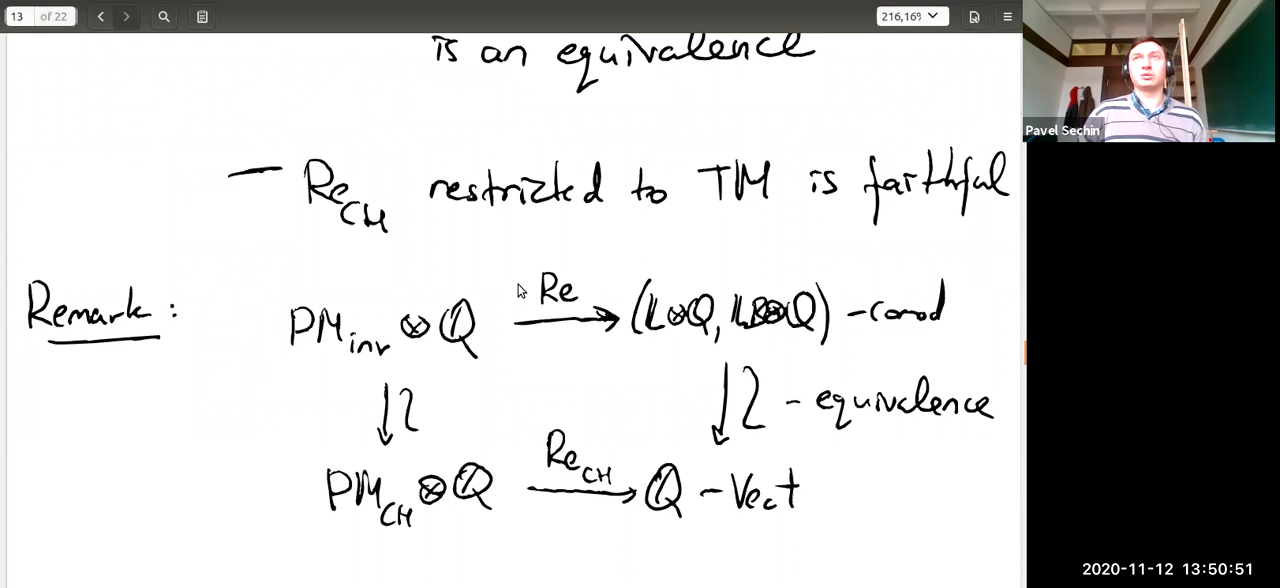 13 of 22
216,16%
is an equivalence
Pavel Sechin
— Re_CH restricted to TM is faithful
Remark: PM_inv ⊗ Q —Re→ (L⊗Q, LB⊗Q) - comod
↓≀ ↓≀ - equivalence
PM_CH ⊗ Q —Re_CH→ Q - Vect
2020-11-12 13:50:51